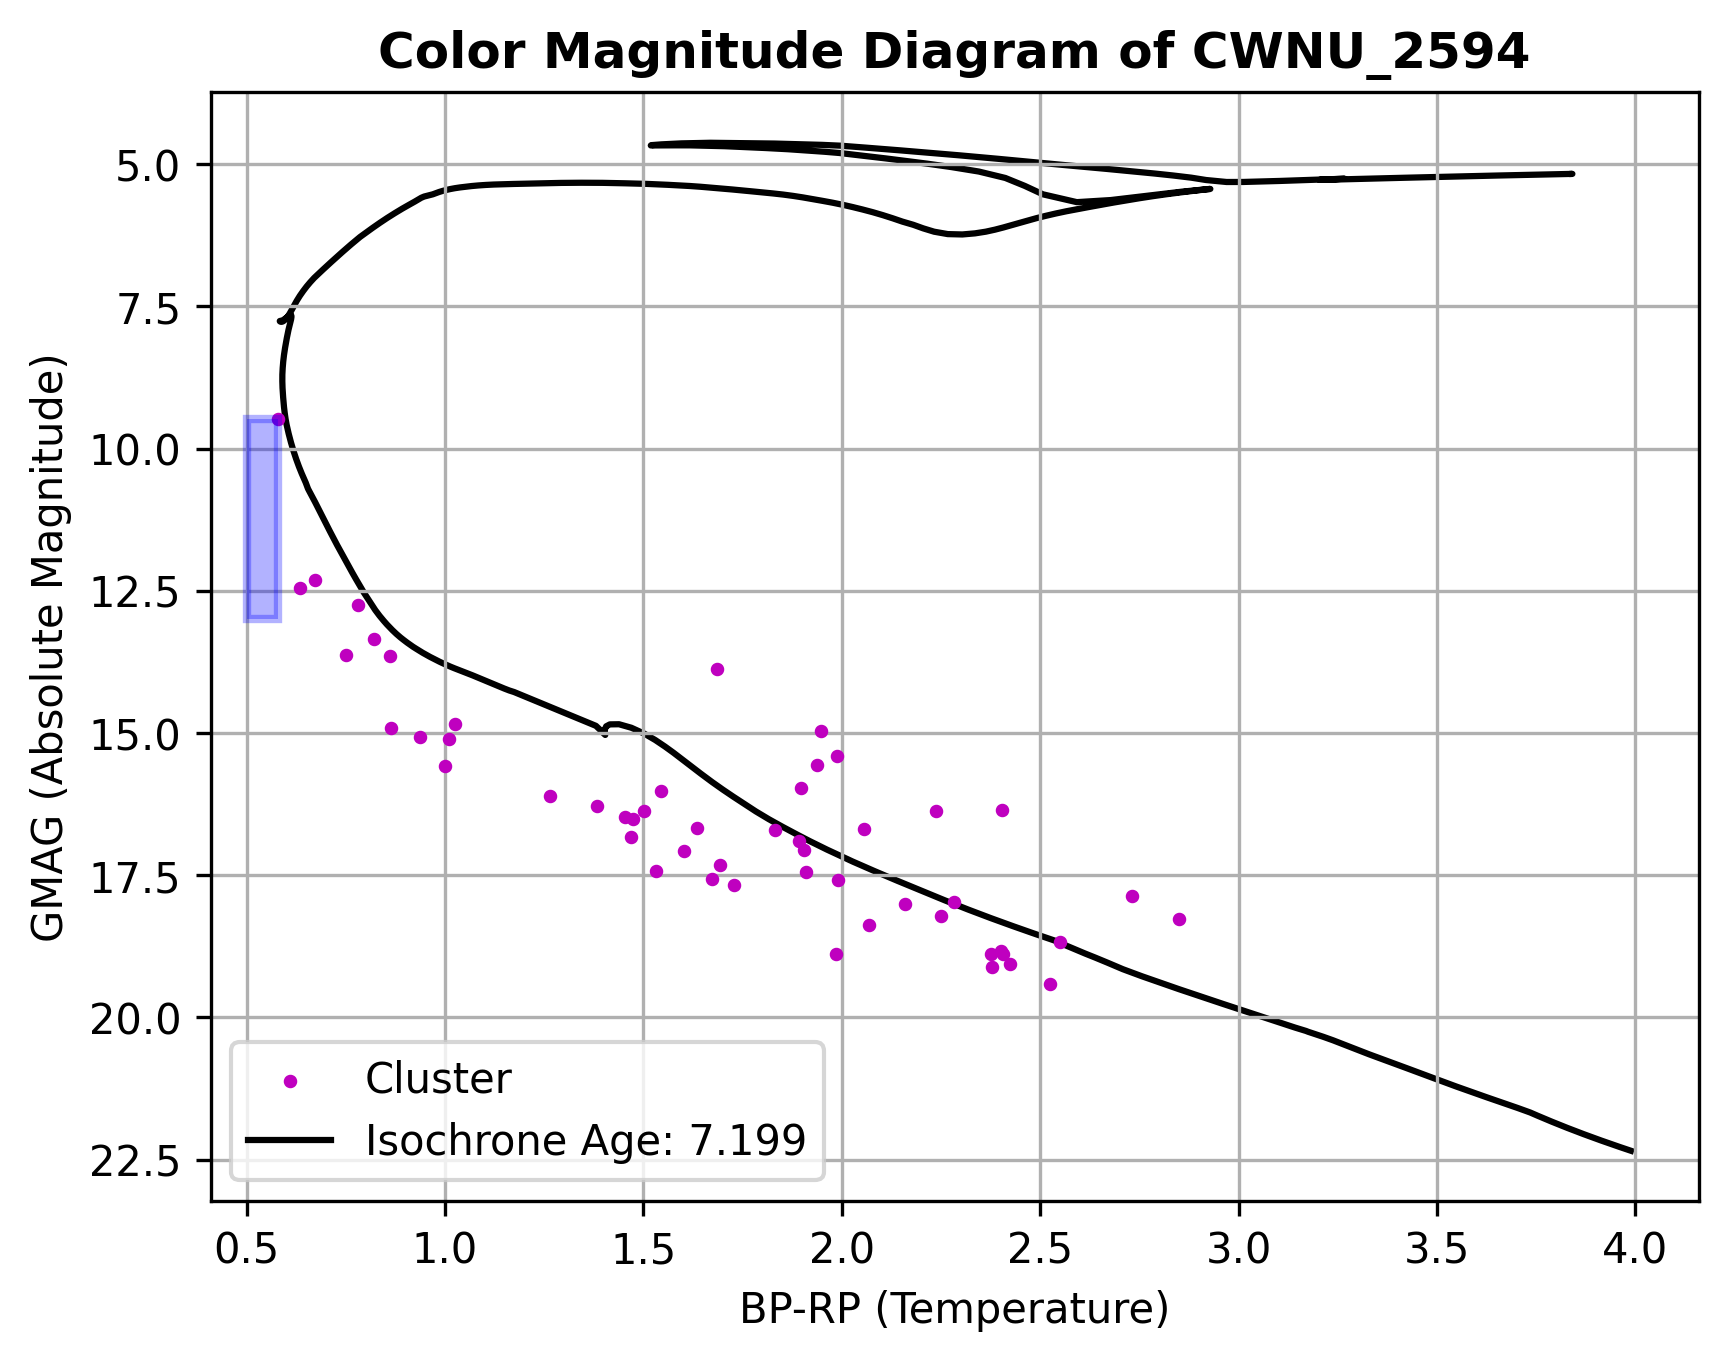 Color Magnitude Diagram of CWNU_2594
GMAG (Absolute Magnitude)
5.0
7.5
10.0
12.5
15.0
17.5
20.0
22.5
Cluster
Isochrone Age: 7.199
0.5 1.0 1.5 2.0 2.5 3.0 3.5 4.0
BP-RP (Temperature)